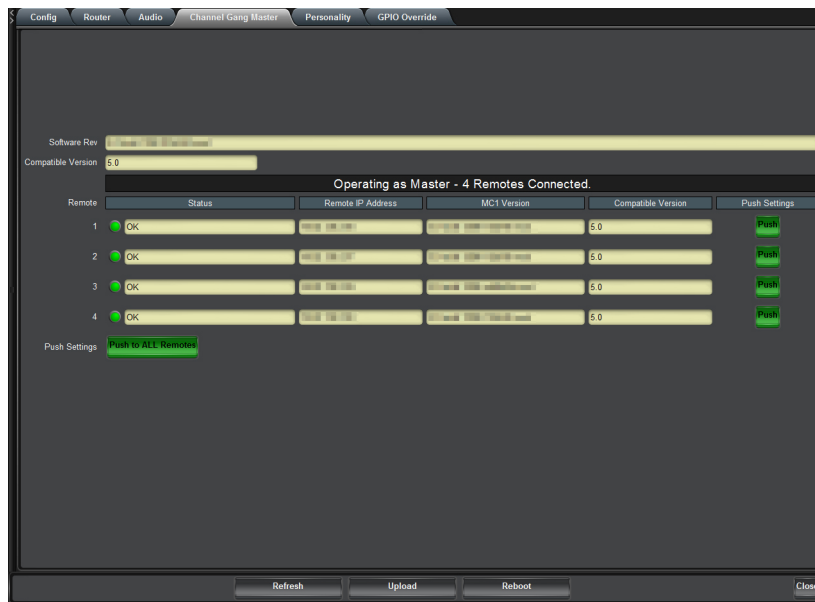 Config Router Audio Channel Gang Master Personality GPIO Override
Software Rev
Compatible Version 5.0
Operating as Master - 4 Remotes Connected.
Remote Status Remote IP Address MC1 Version Compatible Version Push Settings
1 OK 5.0 Push
2 OK 5.0 Push
3 OK 5.0 Push
4 OK 5.0 Push
Push Settings Push to ALL Remotes
Refresh Upload Reboot Close